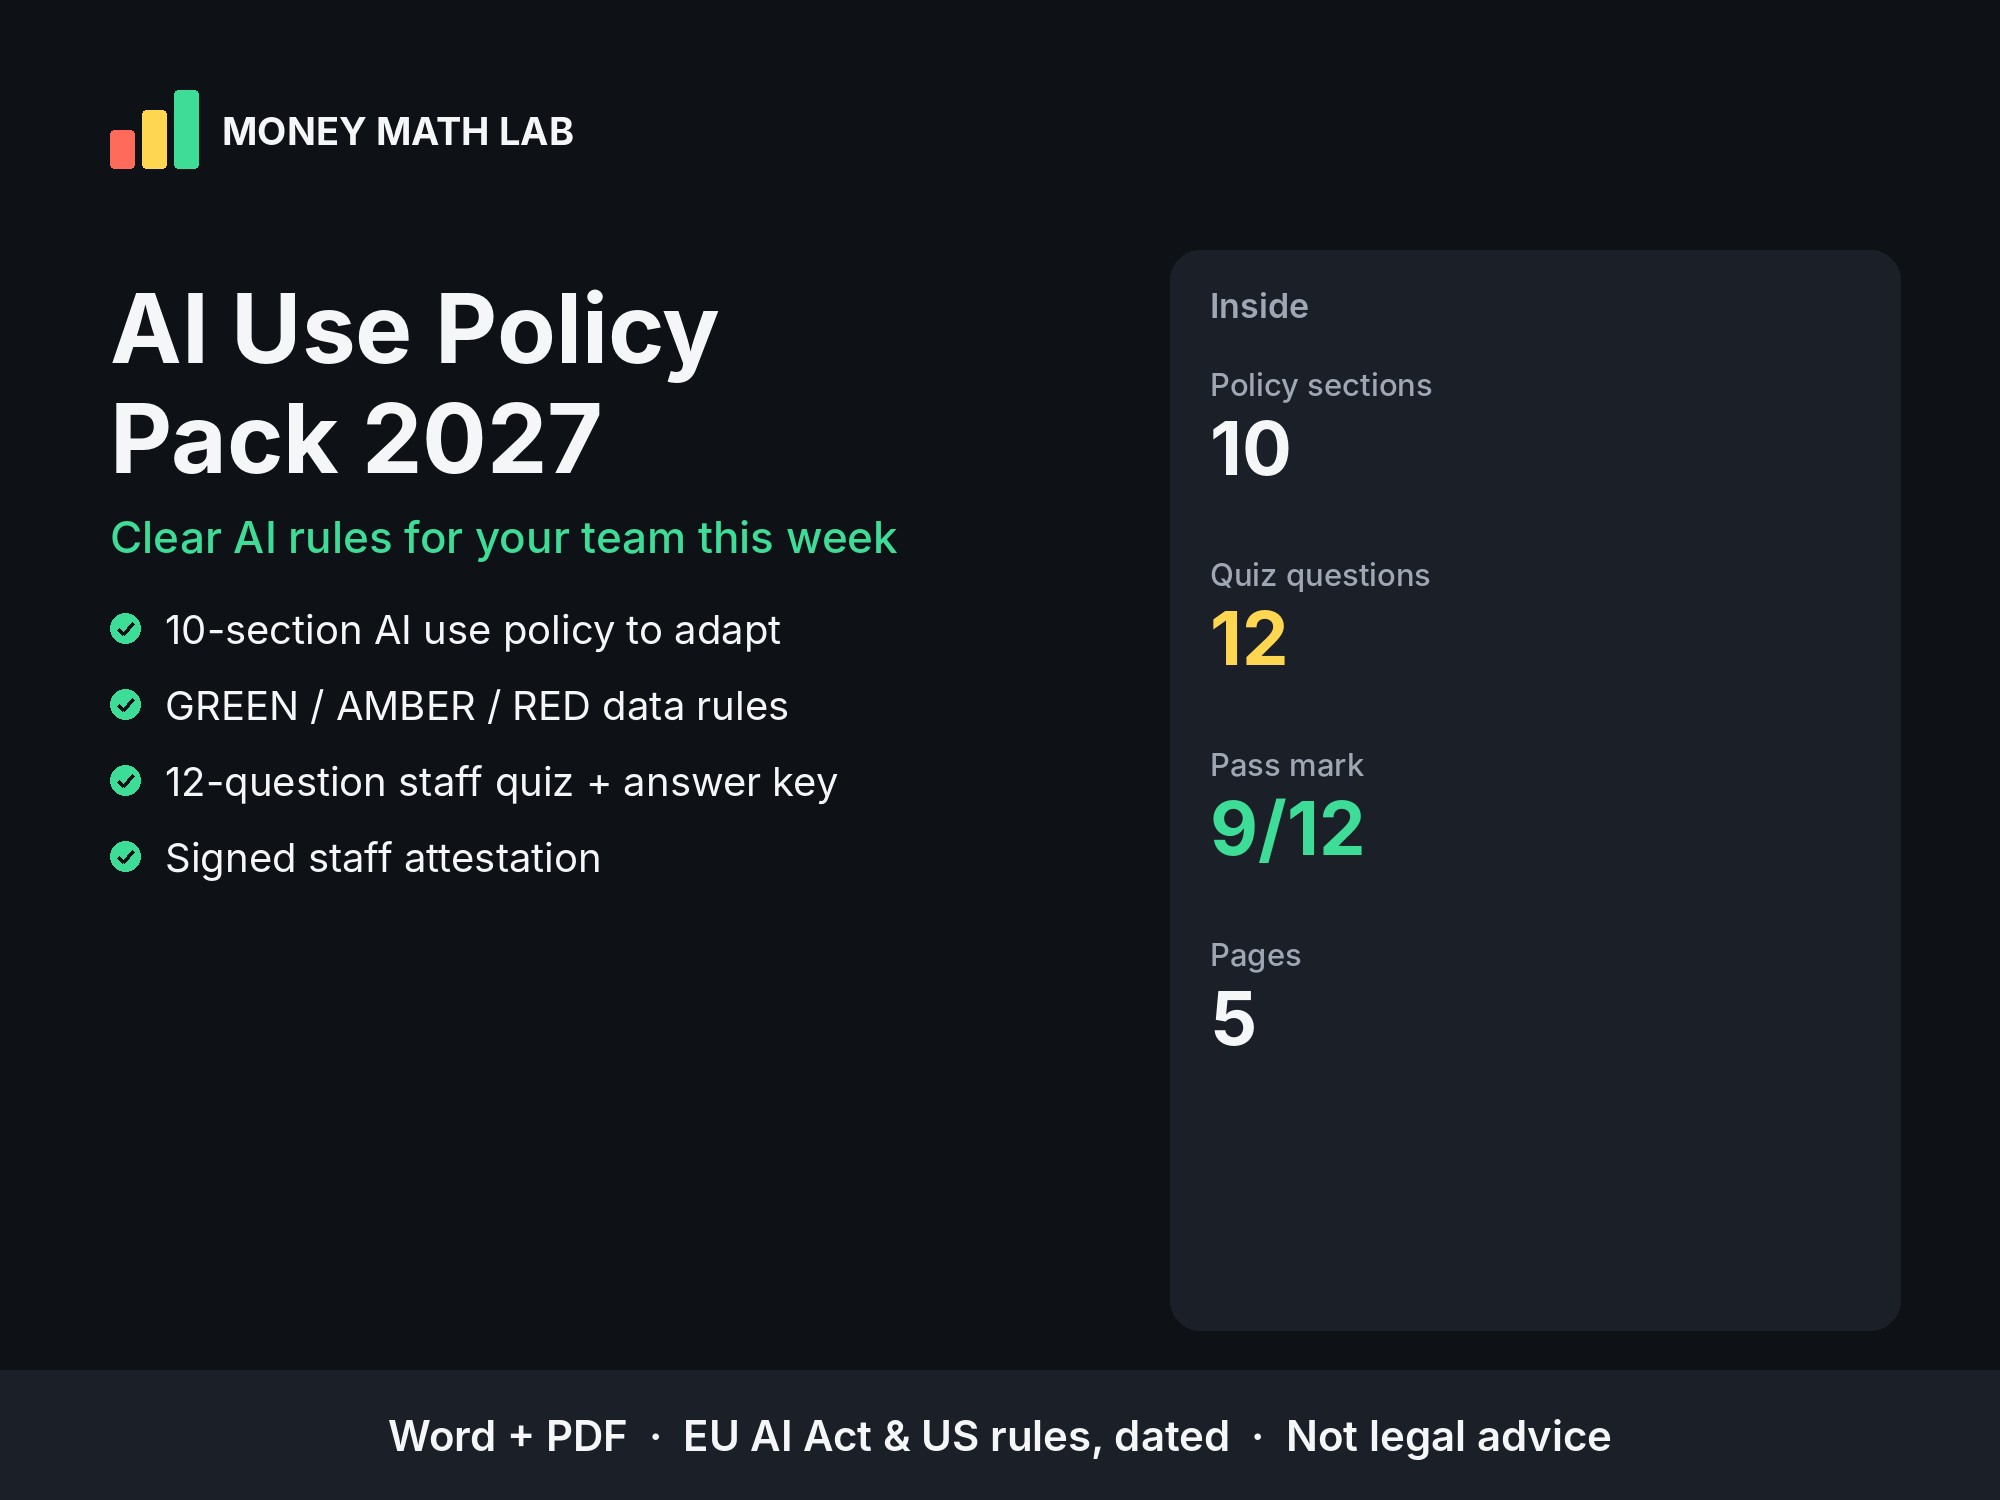 MONEY MATH LAB
AI Use Policy
Pack 2027
Clear AI rules for your team this week
10-section AI use policy to adapt
GREEN / AMBER / RED data rules
12-question staff quiz + answer key
Signed staff attestation
Inside
Policy sections
10
Quiz questions
12
Pass mark
9/12
Pages
5
Word + PDF · EU AI Act & US rules, dated · Not legal advice